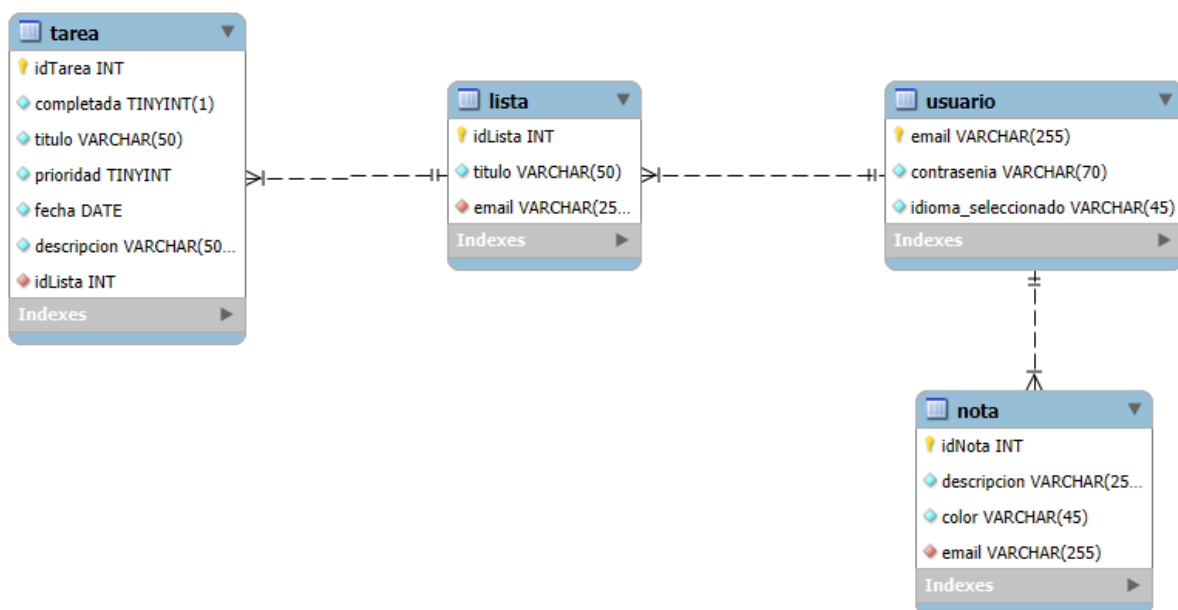 tarea
idTarea INT
completada TINYINT(1)
titulo VARCHAR(50)
prioridad TINYINT
fecha DATE
descripcion VARCHAR(50...
idLista INT
Indexes
lista
idLista INT
titulo VARCHAR(50)
email VARCHAR(25...
Indexes
usuario
email VARCHAR(255)
contrasenia VARCHAR(70)
idioma_seleccionado VARCHAR(45)
Indexes
nota
idNota INT
descripcion VARCHAR(25...
color VARCHAR(45)
email VARCHAR(255)
Indexes